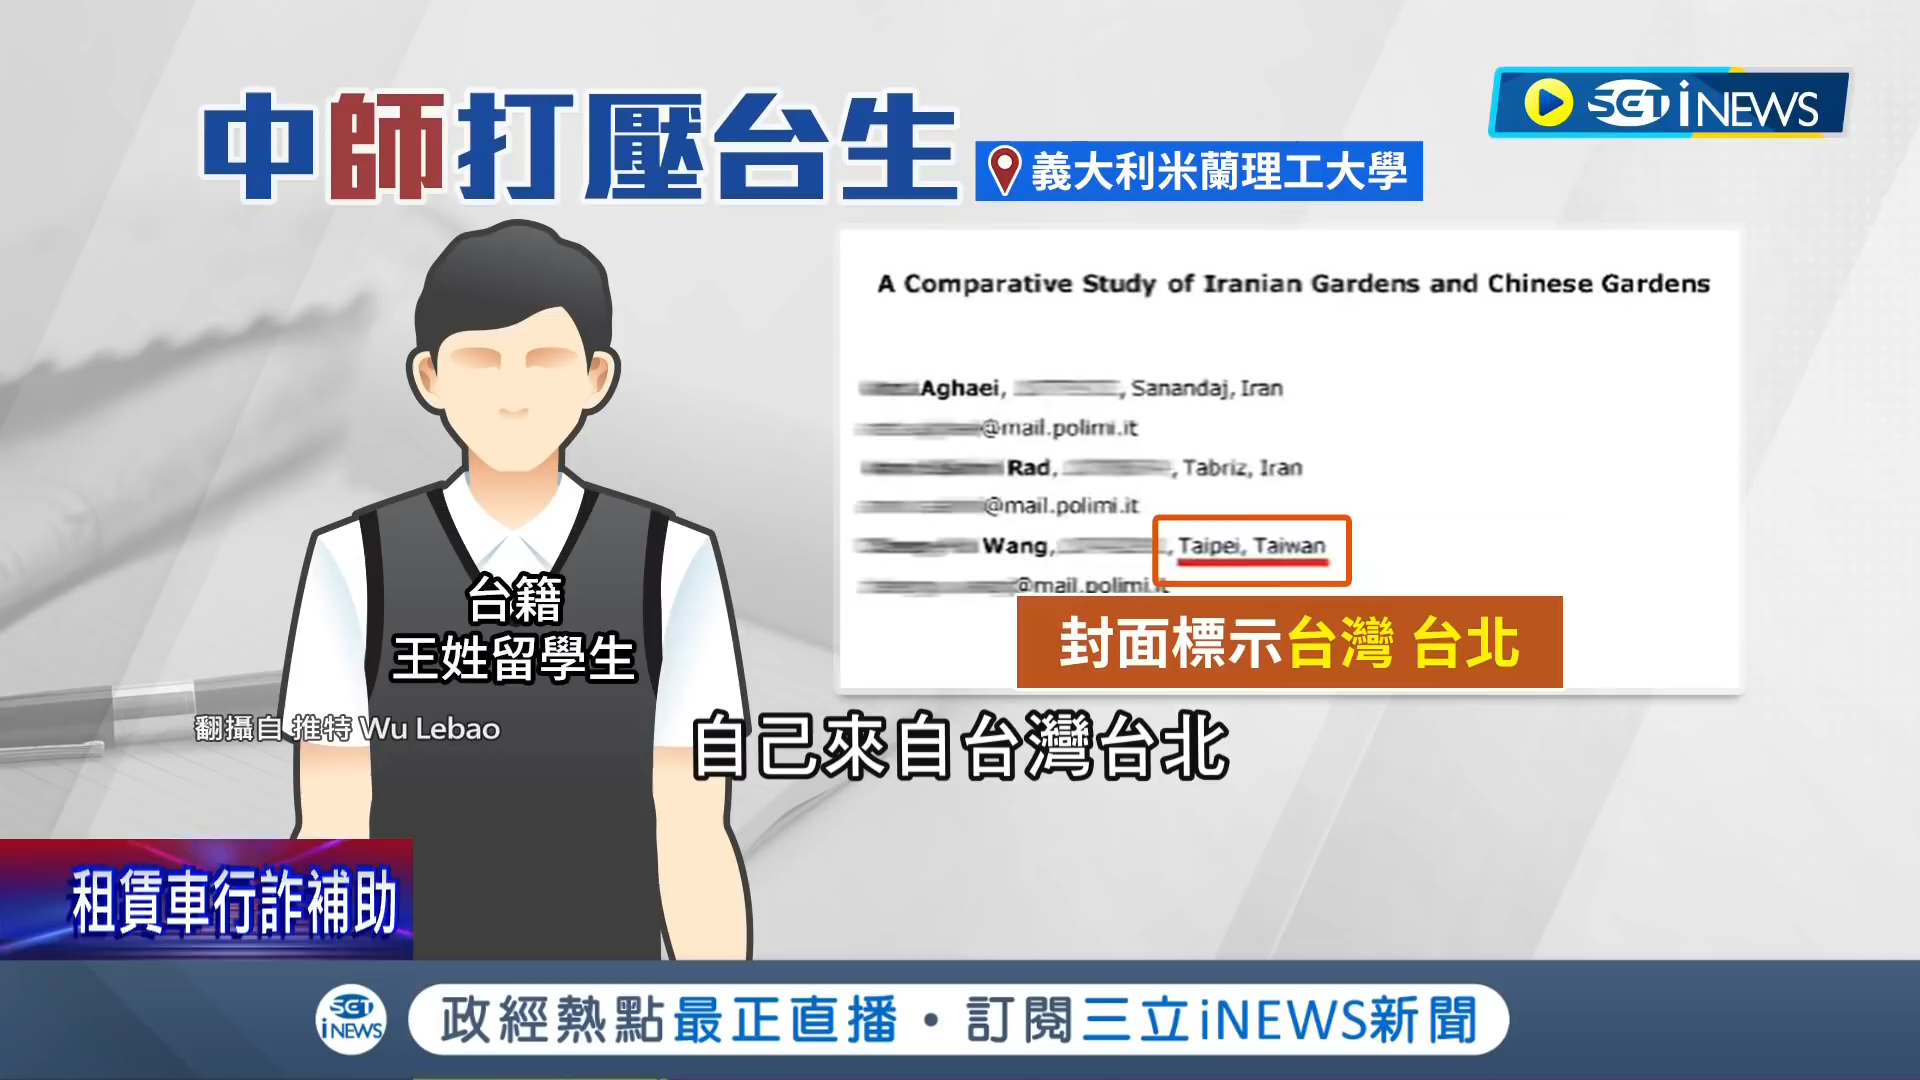 中師打壓台生
義大利米蘭理工大學
SET iNEWS
A Comparative Study of Iranian Gardens and Chinese Gardens
Aghaei, , Sanandaj, Iran
@mail.polimi.it
Rad, , Tabriz, Iran
@mail.polimi.it
Wang, , Taipei, Taiwan
@mail.polimi.it
封面標示台灣 台北
台籍
王姓留學生
翻攝自 推特 Wu Lebao
自己來自台灣台北
租賃車行詐補助
SET iNEWS
政經熱點最正直播・訂閱三立iNEWS新聞